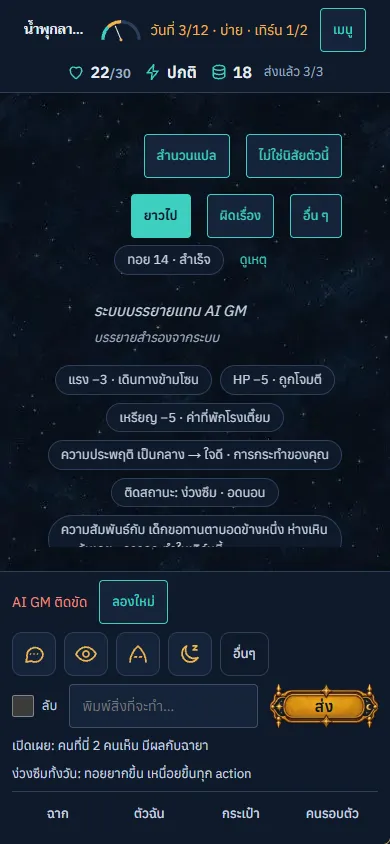 น้ำพุกลา... วันที่ 3/12 · บ่าย · เทิร์น 1/2 เมนู
22/30 ปกติ 18 ส่งแล้ว 3/3
สำนวนแปล ไม่ใช่นิสัยตัวนี้
ยาวไป ผิดเรื่อง อื่น ๆ
ทอย 14 · สำเร็จ ดูเหตุ
ระบบบรรยายแทน AI GM
บรรยายสำรองจากระบบ
แรง −3 · เดินทางข้ามโซน HP −5 · ถูกโจมตี
เหรียญ −5 · ค่าที่พักโรงเตี้ยม
ความประพฤติ เป็นกลาง → ใจดี · การกระทำของคุณ
ติดสถานะ: ง่วงซึม · อดนอน
ความสัมพันธ์กับ เด็กขอทานตาบอดข้างหนึ่ง ห่างเหิน
AI GM ติดขัด ลองใหม่
อื่นๆ
ลับ พิมพ์สิ่งที่จะทำ... ส่ง
เปิดเผย: คนที่นี่ 2 คนเห็น มีผลกับฉายา
ง่วงซึมทั้งวัน: ทอยยากขึ้น เหนื่อยขึ้นทุก action
ฉาก ตัวฉัน กระเป๋า คนรอบตัว